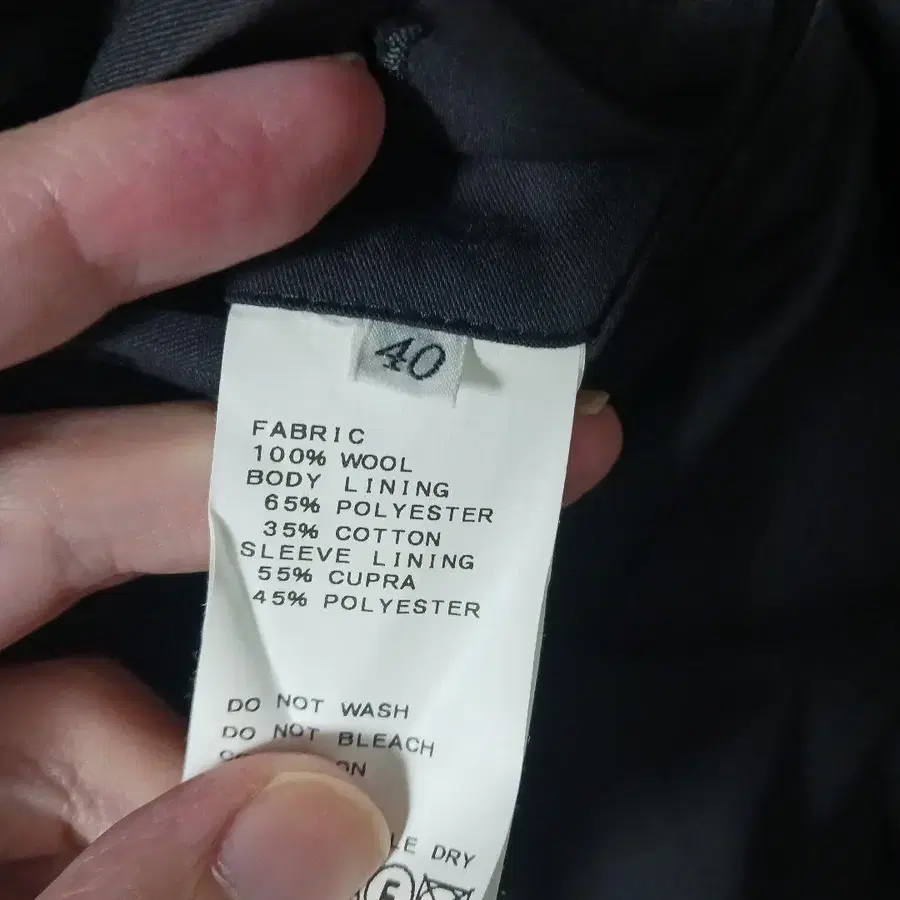 40
FABRIC
100% WOOL
BODY LINING
65% POLYESTER
35% COTTON
SLEEVE LINING
55% CUPRA
45% POLYESTER
DO NOT WASH
DO NOT BLEACH
DRY